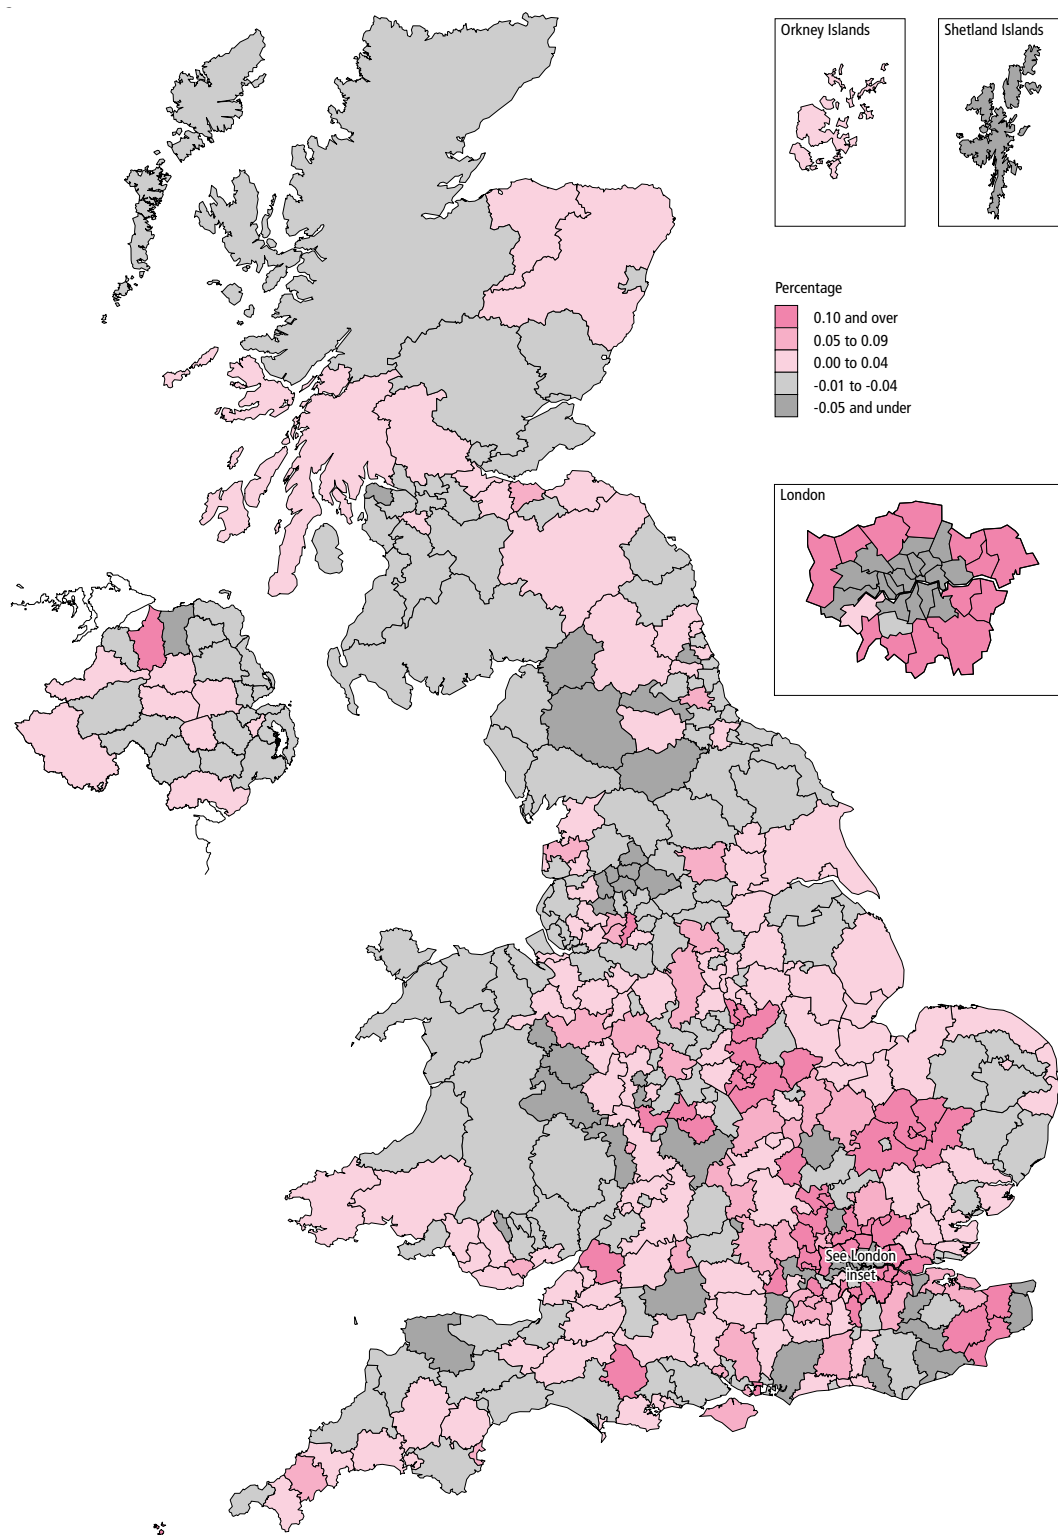 Orkney Islands
Shetland Islands
Percentage
0.10 and over
0.05 to 0.09
0.00 to 0.04
-0.01 to -0.04
-0.05 and under
London
See London
inset